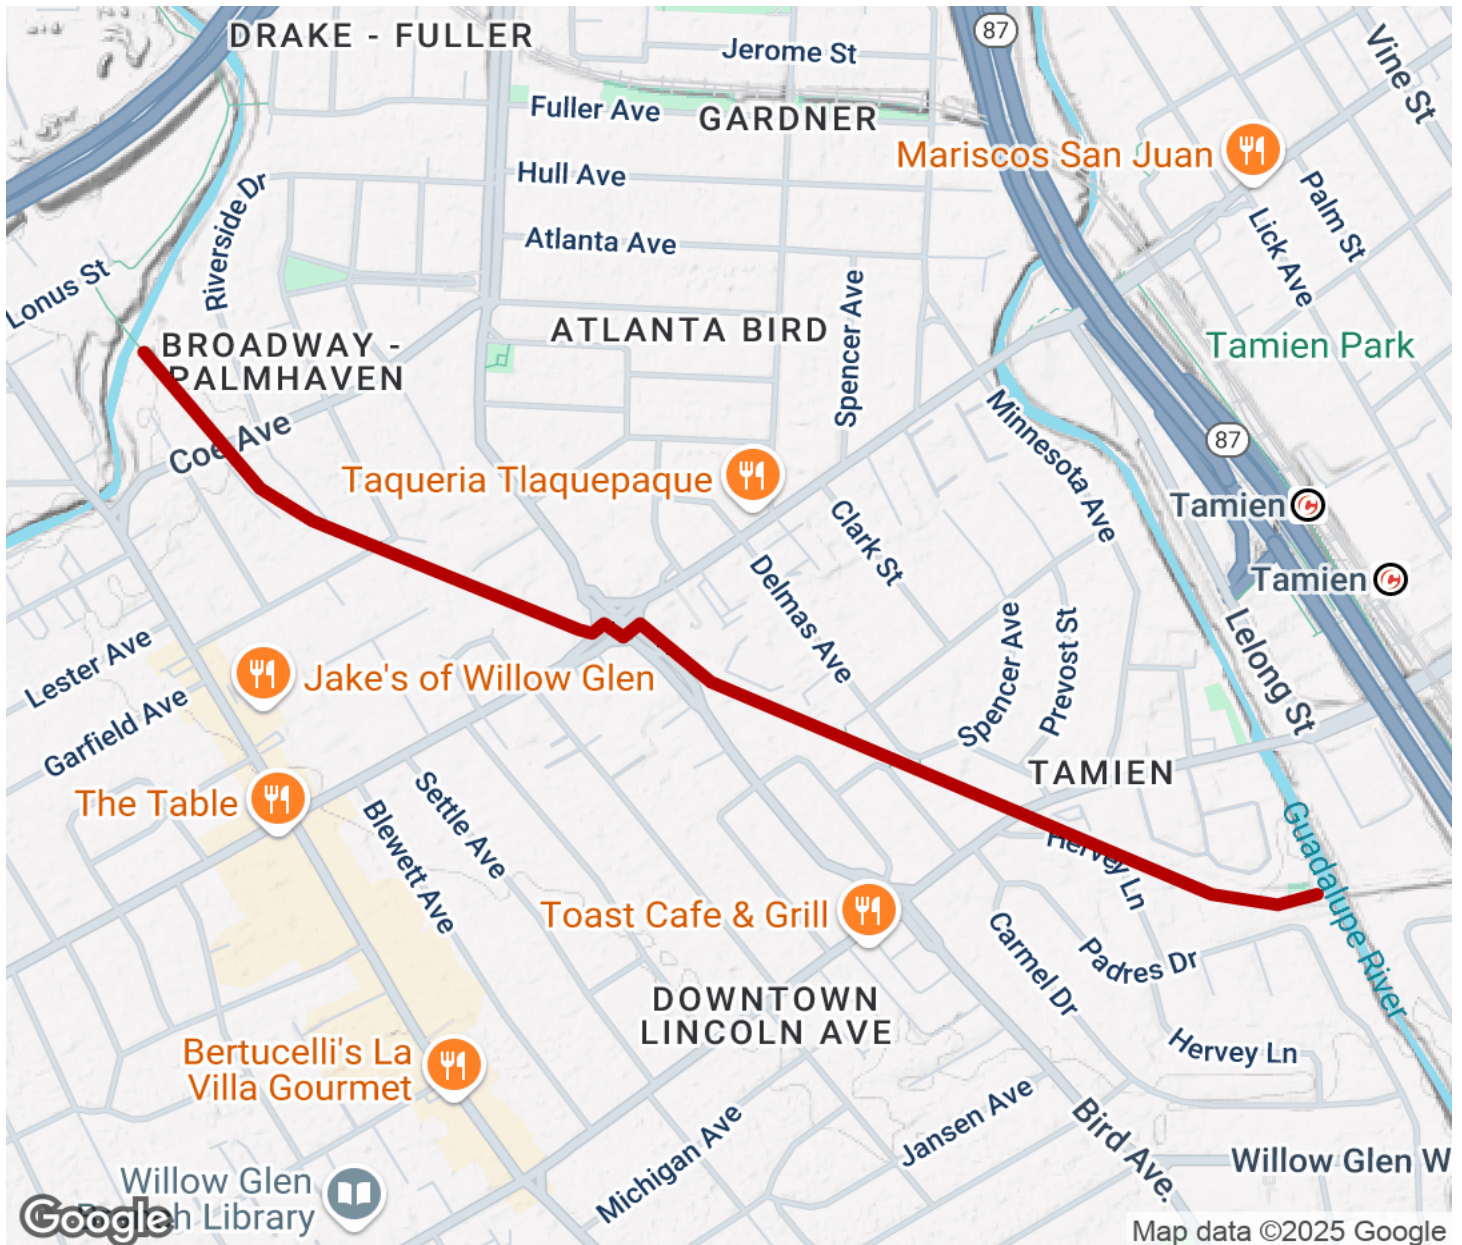 DRAKE - FULLER
87
Jerome St
Vine St
Fuller Ave
GARDNER
Mariscos San Juan
Hull Ave
Palm St
Riverside Dr
Atlanta Ave
Lick Ave
Lonus St
Spencer Ave
ATLANTA BIRD
BROADWAY -
PALMHAVEN
Tamien Park
Minnesota Ave
Coe Ave
87
Taqueria Tlaquepaque
Tamien
Clark St
Delmas Ave
Tamien
Lester Ave
Spencer Ave
Prevost St
Lelong St
Jake's of Willow Glen
Garfield Ave
TAMIEN
The Table
Settle Ave
Blewett Ave
Hervey Ln
Guadalupe River
Toast Cafe & Grill
Carmel Dr
Padres Dr
DOWNTOWN
LINCOLN AVE
Bertucelli's La
Villa Gourmet
Hervey Ln
Michigan Ave
Jansen Ave
Bird Ave.
Willow Glen W
Willow Glen
Library
Google
Map data ©2025 Google